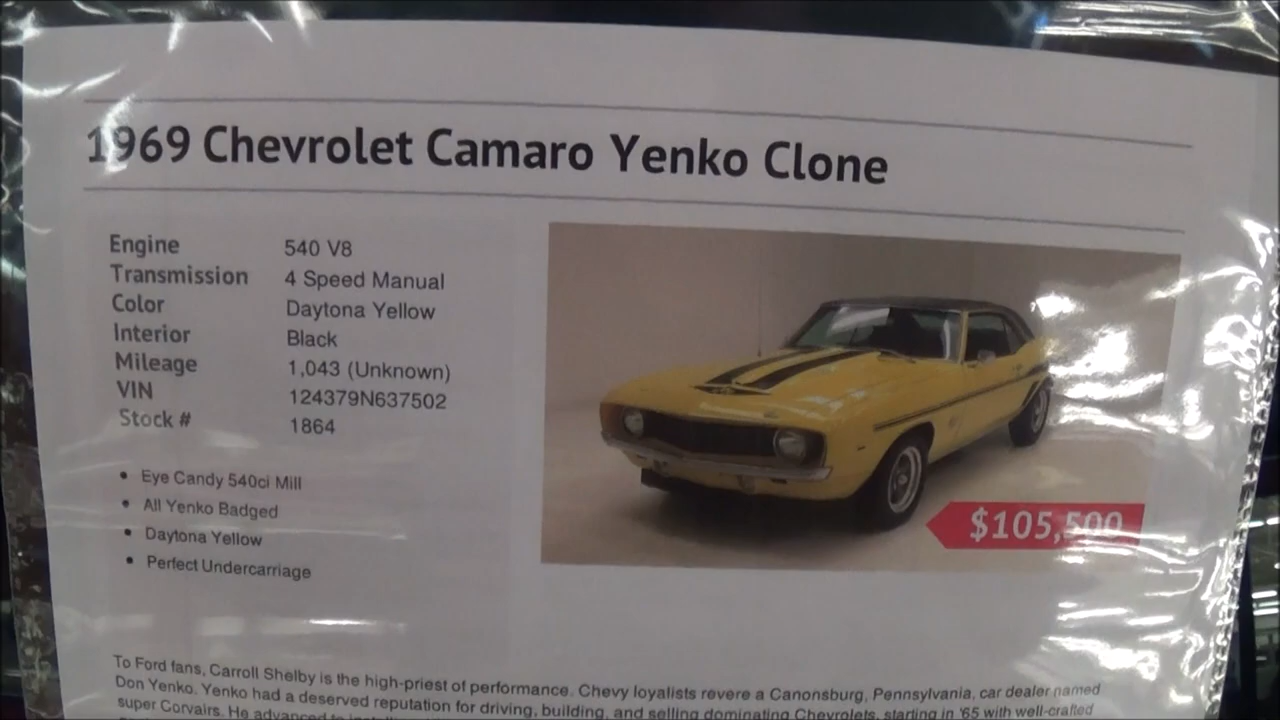 1969 Chevrolet Camaro Yenko Clone
Engine 540 V8
Transmission 4 Speed Manual
Color Daytona Yellow
Interior Black
Mileage 1,043 (Unknown)
VIN 124379N637502
Stock # 1864
• Eye Candy 540ci Mill
• All Yenko Badged
• Daytona Yellow
• Perfect Undercarriage
$105,500
To Ford fans, Carroll Shelby is the high-priest of performance. Chevy loyalists revere a Canonsburg, Pennsylvania, car dealer named
Don Yenko. Yenko had a deserved reputation for driving, building, and selling dominating Chevrolets, starting in '65 with well-crafted
super Corvairs. He advanced to